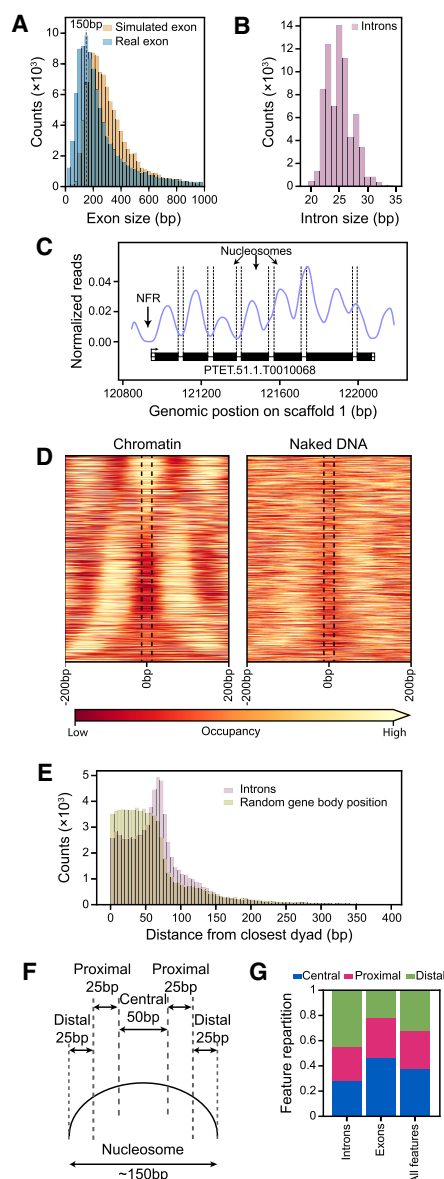 A
150bp
Simulated exon
Real exon
Counts (×10³)
10
8
6
4
2
0
0 200 400 600 800 1000
Exon size (bp)
B
Introns
Counts (×10³)
14
12
10
8
6
4
2
0
20 25 30 35
Intron size (bp)
C
Nucleosomes
NFR
Normalized reads
0.04
0.02
0.00
PTET.51.1.T0010068
120800 121200 121600 122000
Genomic postion on scaffold 1 (bp)
D
Chromatin
Naked DNA
-200bp 0bp 200bp
-200bp 0bp 200bp
Low Occupancy High
E
Introns
Random gene body position
Counts (×10³)
5
4
3
2
1
0
0 50 100 150 200 250 300 350 400
Distance from closest dyad (bp)
F
Proximal 25bp
Proximal 25bp
Central 50bp
Distal 25bp
Distal 25bp
Nucleosome
~150bp
G
Central Proximal Distal
Feature repartition
1
0.8
0.6
0.4
0.2
0
Introns
Exons
All features